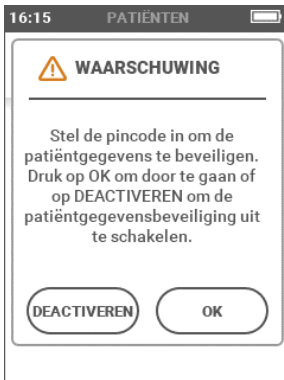 16:15 PATIËNTEN
WAARSCHUWING
Stel de pincode in om de
patiëntgegevens te beveiligen.
Druk op OK om door te gaan of
op DEACTIVEREN om de
patiëntgegevensbeveiliging uit
te schakelen.
DEACTIVEREN OK